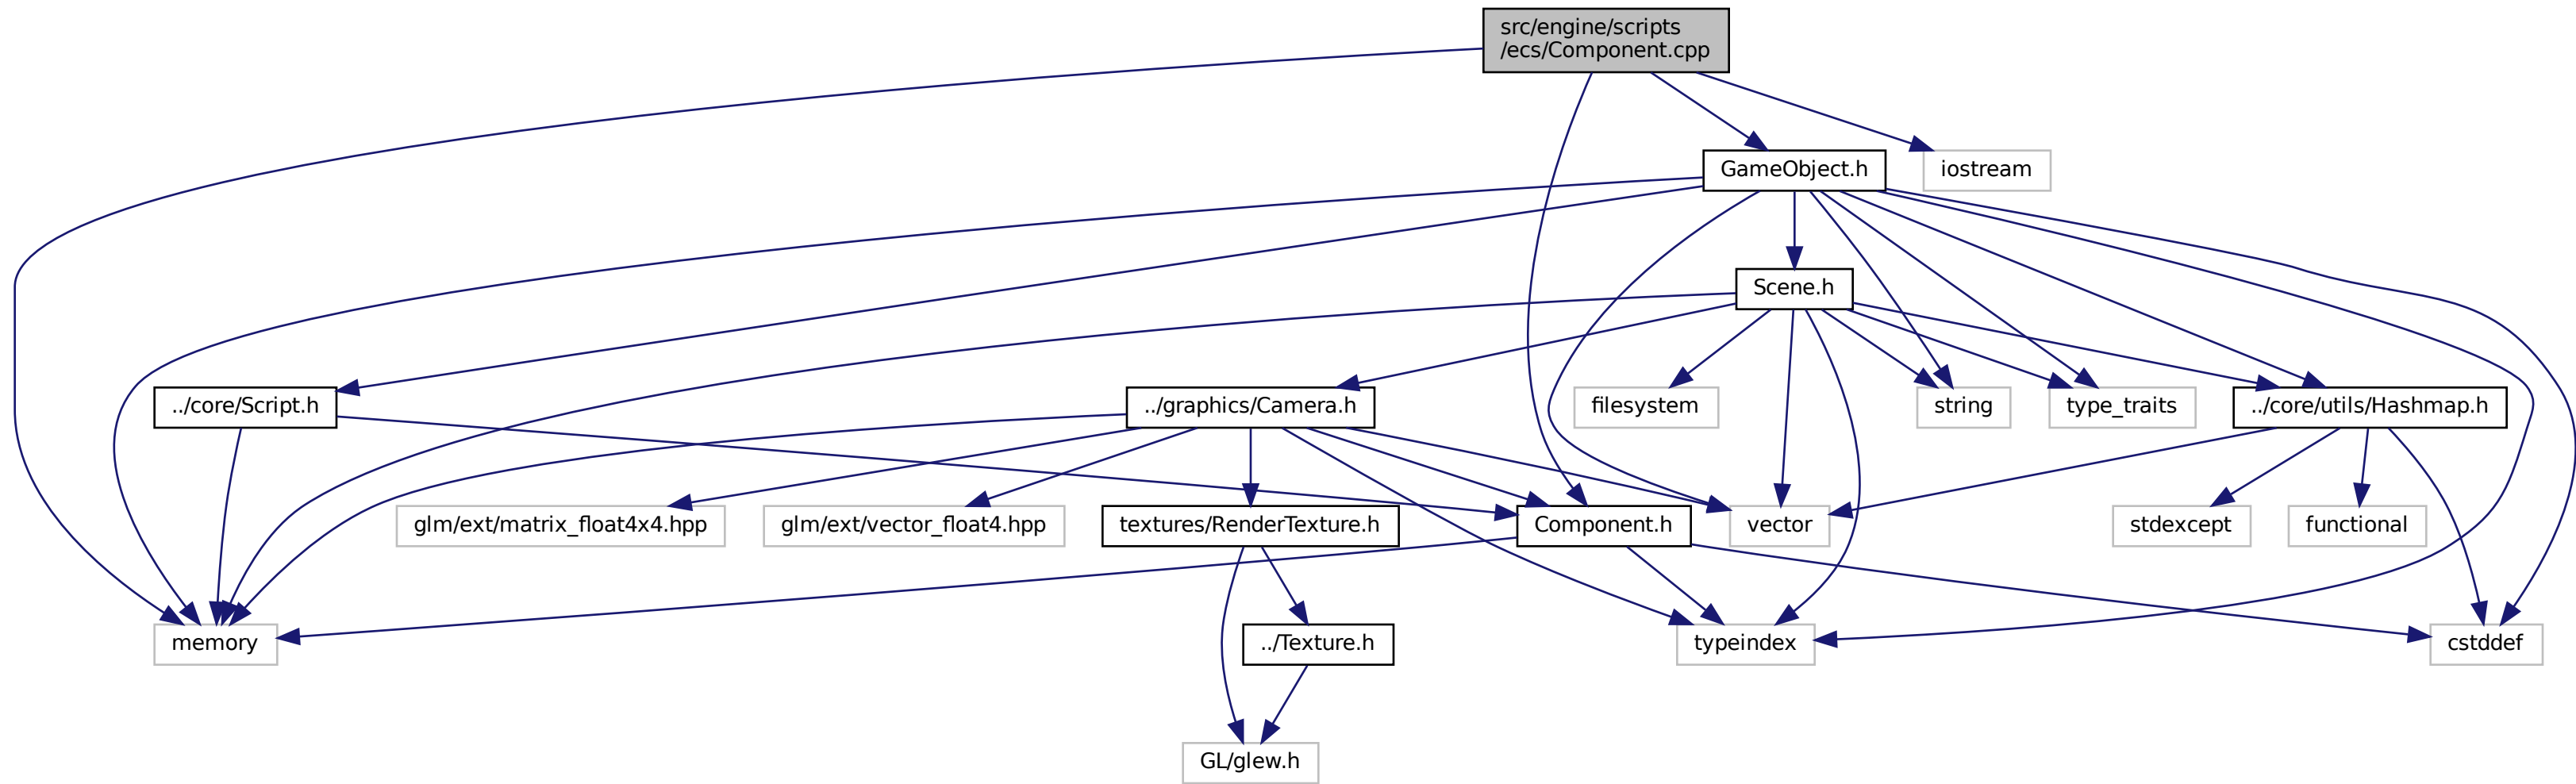 src/engine/scripts
/ecs/Component.cpp
GameObject.h
iostream
Scene.h
../core/Script.h
../graphics/Camera.h
filesystem
string
type_traits
../core/utils/Hashmap.h
glm/ext/matrix_float4x4.hpp
glm/ext/vector_float4.hpp
textures/RenderTexture.h
Component.h
vector
stdexcept
functional
memory
../Texture.h
typeindex
cstddef
GL/glew.h